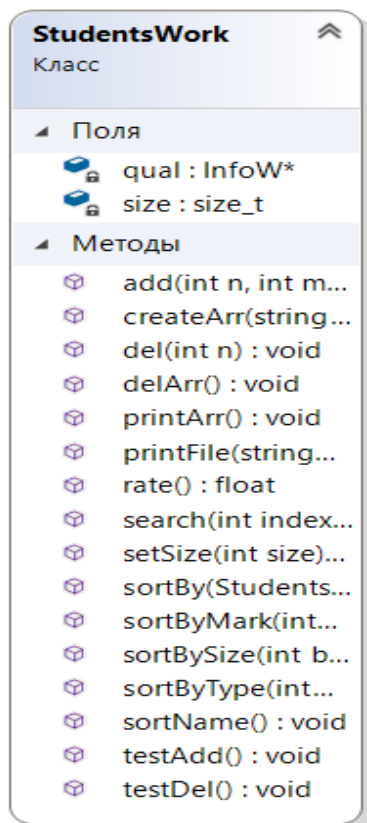 StudentsWork
Класс
Поля
qual : InfoW*
size : size_t
Методы
add(int n, int m...
createArr(string...
del(int n) : void
delArr() : void
printArr() : void
printFile(string...
rate() : float
search(int index...
setSize(int size)...
sortBy(Students...
sortByMark(int...
sortBySize(int b...
sortByType(int...
sortName() : void
testAdd() : void
testDel() : void